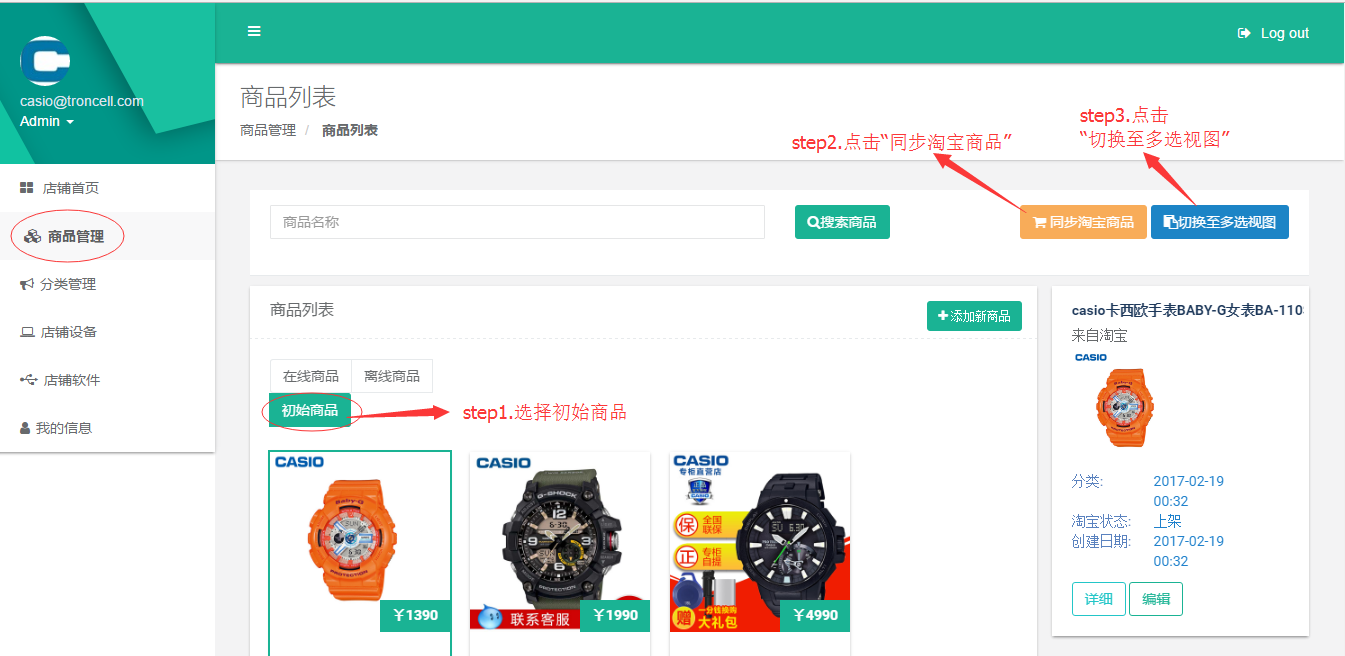 Log out
casio@troncell.com
Admin
商品列表
商品管理 / 商品列表
step2.点击“同步淘宝商品”
step3.点击
“切换至多选视图”
店铺首页
商品管理
分类管理
店铺设备
店铺软件
我的信息
商品名称
搜索商品
同步淘宝商品
切换至多选视图
商品列表
添加新商品
在线商品
离线商品
初始商品
step1.选择初始商品
CASIO
Baby-G
PROTECTION
¥1390
CASIO
G-SHOCK
联系客服
¥1990
CASIO
专柜直营店
保
全国
联保
正
专柜
自提
赠
一分钱换购
大礼包
¥4990
casio卡西欧手表BABY-G女表BA-110
来自淘宝
CASIO
分类: 2017-02-19
00:32
淘宝状态: 上架
创建日期: 2017-02-19
00:32
详细
编辑